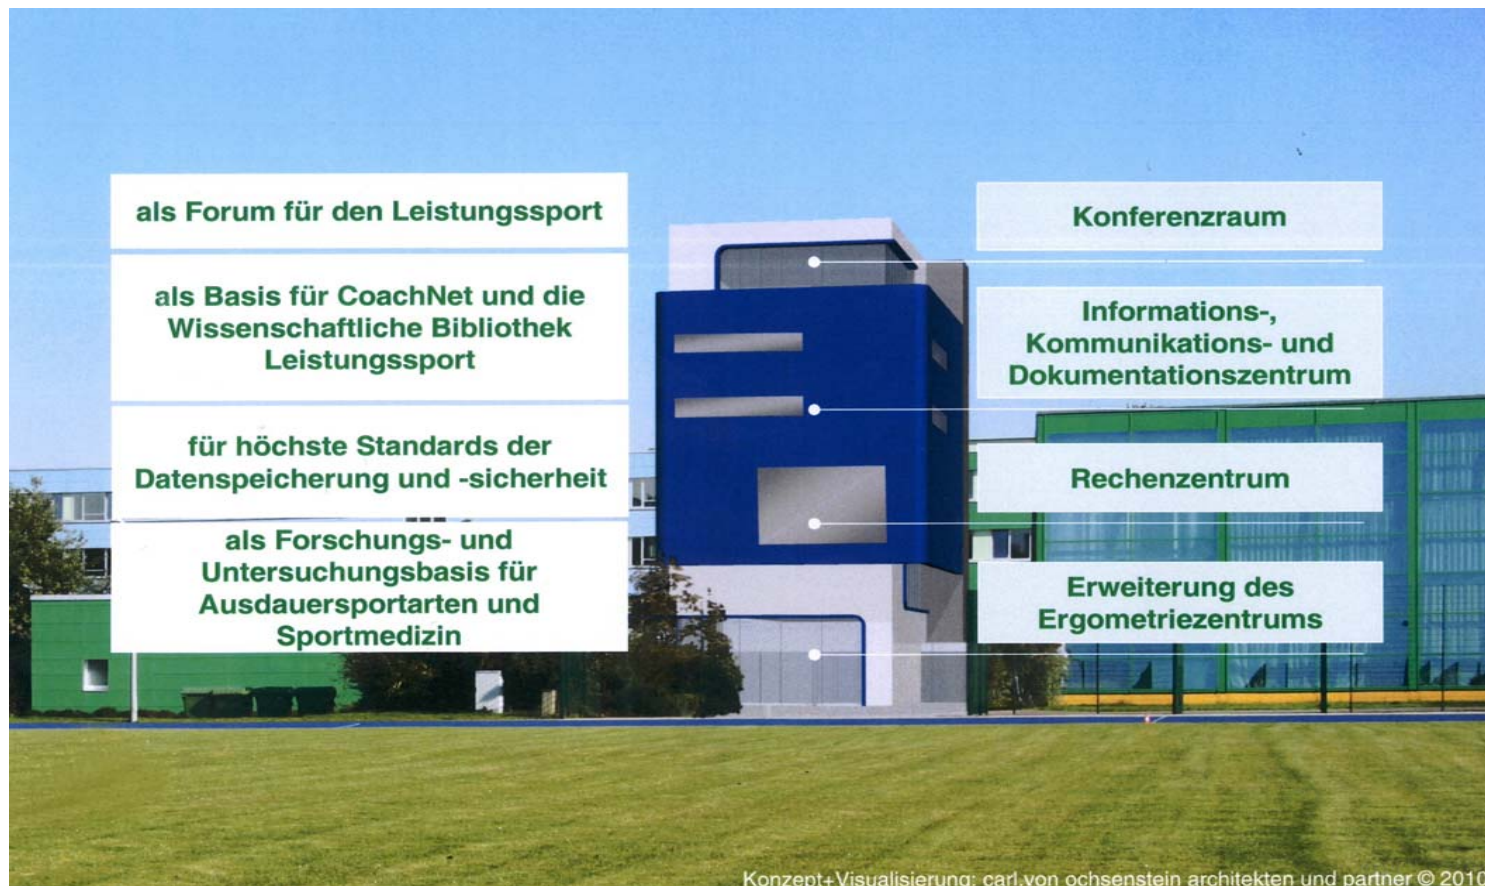 als Forum für den Leistungssport
Konferenzraum
als Basis für CoachNet und die
Wissenschaftliche Bibliothek
Leistungssport
Informations-,
Kommunikations- und
Dokumentationszentrum
für höchste Standards der
Datenspeicherung und -sicherheit
Rechenzentrum
als Forschungs- und
Untersuchungsbasis für
Ausdauersportarten und
Sportmedizin
Erweiterung des
Ergometriezentrums
Konzept+Visualisierung: carl.von ochsenstein architekten und partner © 2010